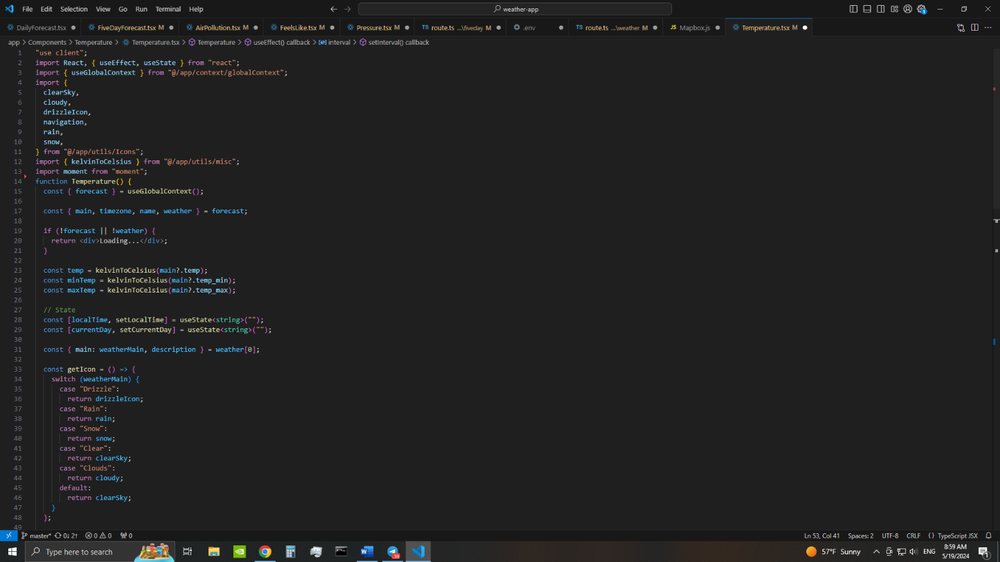 File Edit Selection View Go Run Terminal Help
weather-app
DailyForecast.tsx
FiveDayForecast.tsx M
AirPollution.tsx M
FeelsLike.tsx M
Pressure.tsx M
TS route.ts ...\fiveday M
.env
TS route.ts ...\weather M
JS Mapbox.js
Temperature.tsx M
app > Components > Temperature > Temperature.tsx > Temperature > useEffect() callback > interval > setInterval() callback
1 "use client";
2 import React, { useEffect, useState } from "react";
3 import { useGlobalContext } from "@/app/context/globalContext";
4 import {
5 clearSky,
6 cloudy,
7 drizzleIcon,
8 navigation,
9 rain,
10 snow,
11 } from "@/app/utils/Icons";
12 import { kelvinToCelsius } from "@/app/utils/misc";
13 import moment from "moment";
14 function Temperature() {
15 const { forecast } = useGlobalContext();
16
17 const { main, timezone, name, weather } = forecast;
18
19 if (!forecast || !weather) {
20 return <div>Loading...</div>;
21 }
22
23 const temp = kelvinToCelsius(main?.temp);
24 const minTemp = kelvinToCelsius(main?.temp_min);
25 const maxTemp = kelvinToCelsius(main?.temp_max);
26
27 // State
28 const [localTime, setLocalTime] = useState<string>("");
29 const [currentDay, setCurrentDay] = useState<string>("");
30
31 const { main: weatherMain, description } = weather[0];
32
33 const getIcon = () => {
34 switch (weatherMain) {
35 case "Drizzle":
36 return drizzleIcon;
37 case "Rain":
38 return rain;
39 case "Snow":
40 return snow;
41 case "Clear":
42 return clearSky;
43 case "Clouds":
44 return cloudy;
45 default:
46 return clearSky;
47 }
48 };
49
master* 0↓ 2↑ 0 0 0
Ln 53, Col 41 Spaces: 2 UTF-8 CRLF {} TypeScript JSX
Type here to search
59
57°F Sunny
ENG
8:59 AM
5/19/2024
1